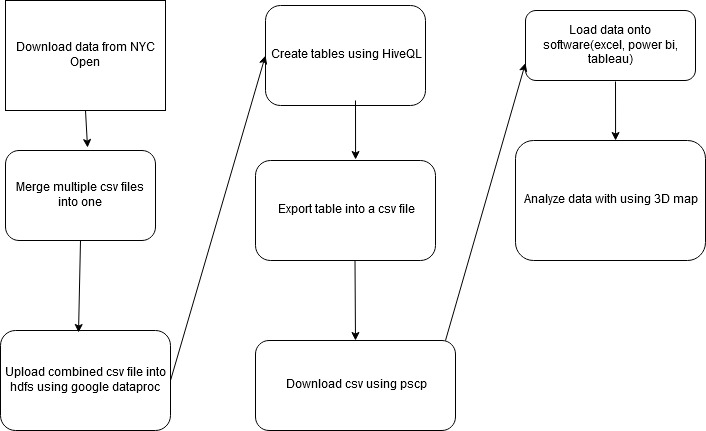 Download data from NYC
Open
Merge multiple csv files
into one
Upload combined csv file into
hdfs using google dataproc
Create tables using HiveQL
Export table into a csv file
Download csv using pscp
Load data onto
software(excel, power bi,
tableau)
Analyze data with using 3D map